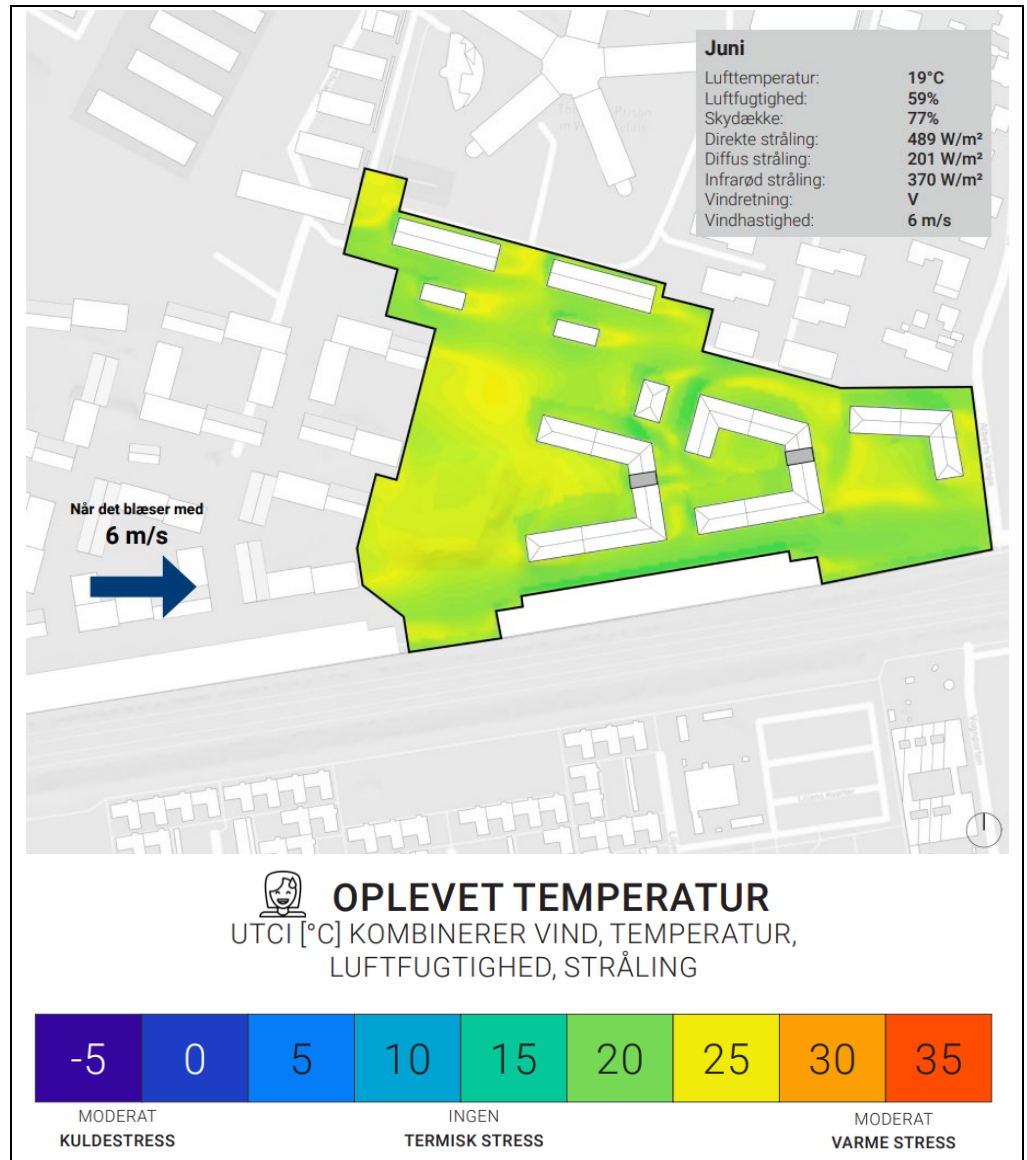 Juni
Lufttemperatur: 19°C
Luftfugtighed: 59%
Skydække: 77%
Direkte stråling: 489 W/m²
Diffus stråling: 201 W/m²
Infrarød stråling: 370 W/m²
Vindretning: V
Vindhastighed: 6 m/s
Når det blæser med
6 m/s
OPLEVET TEMPERATUR
UTCI [°C] KOMBINERER VIND, TEMPERATUR,
LUFTFUGTIGHED, STRÅLING
-5 0 5 10 15 20 25 30 35
MODERAT INGEN MODERAT
KULDESTRESS TERMISK STRESS VARME STRESS